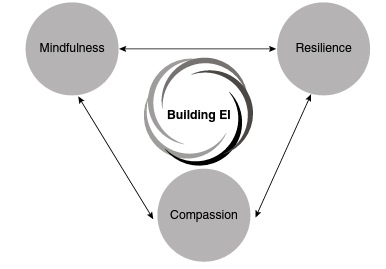 Mindfulness
Resilience
Building EI
Compassion